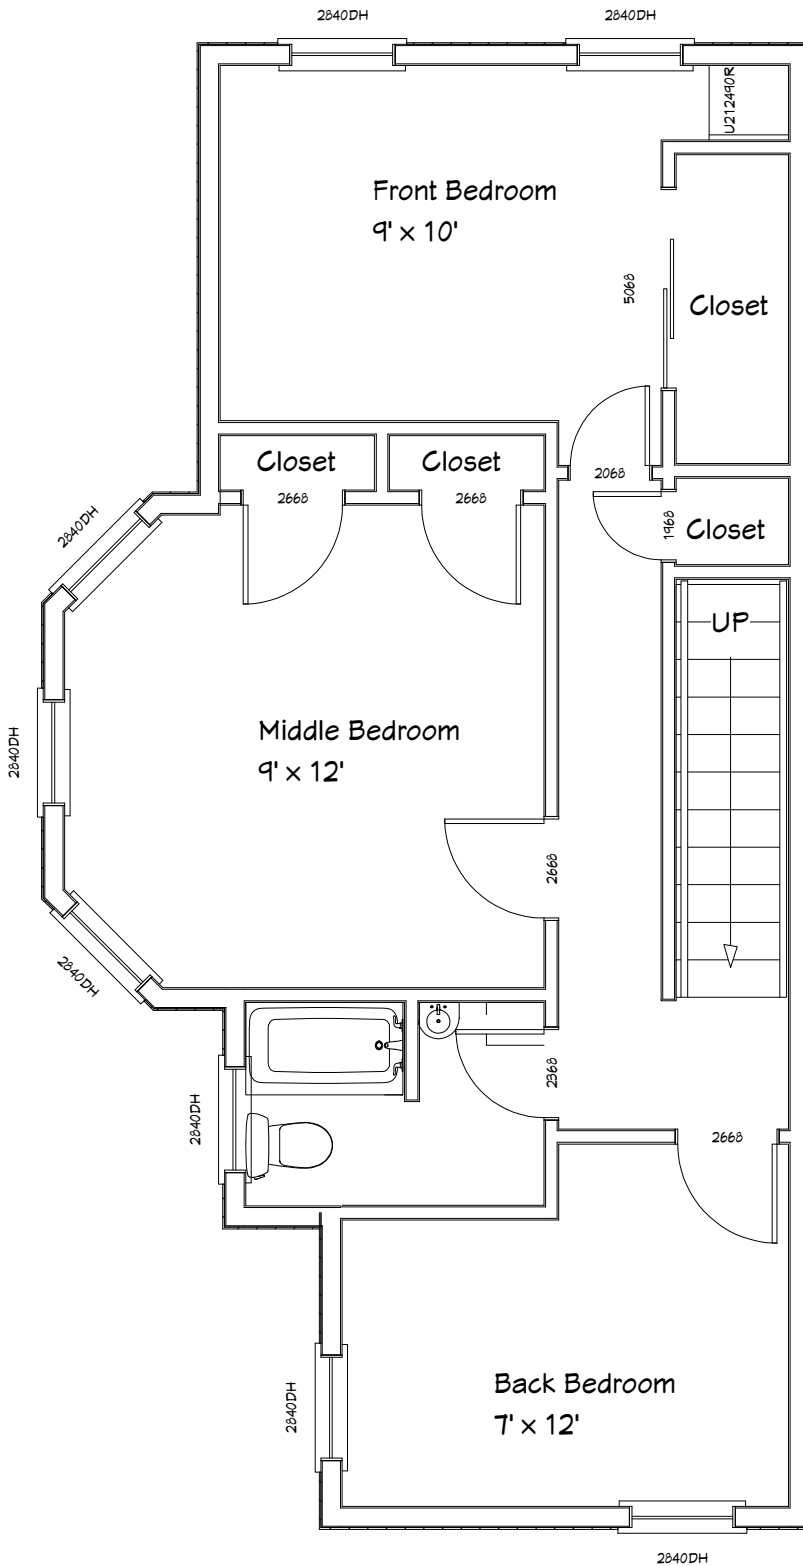 2840DH
2840DH
U212490R
Front Bedroom
9' x 10'
5068
Closet
Closet
Closet
2068
2668
2668
1968
Closet
2840DH
UP
Middle Bedroom
9' x 12'
2840DH
2668
2840DH
2368
2840DH
2668
Back Bedroom
7' x 12'
2840DH
2840DH